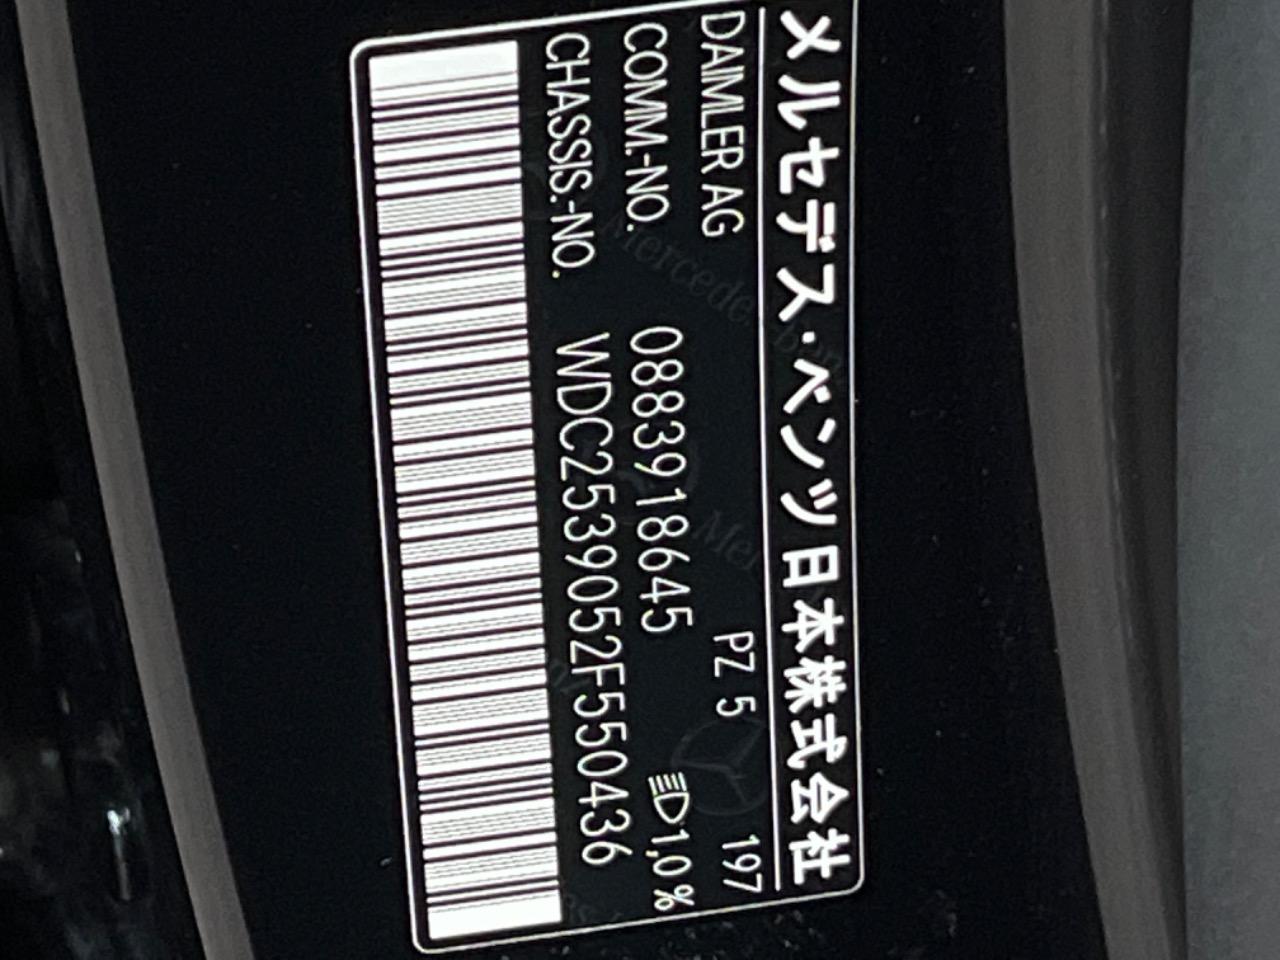 メルセデス・ベンツ日本株式会社
DAIMLER AG PZ 5 197
COMM.-NO. 0883918645 1,0 %
CHASSIS.-NO. WDC2539052F550436